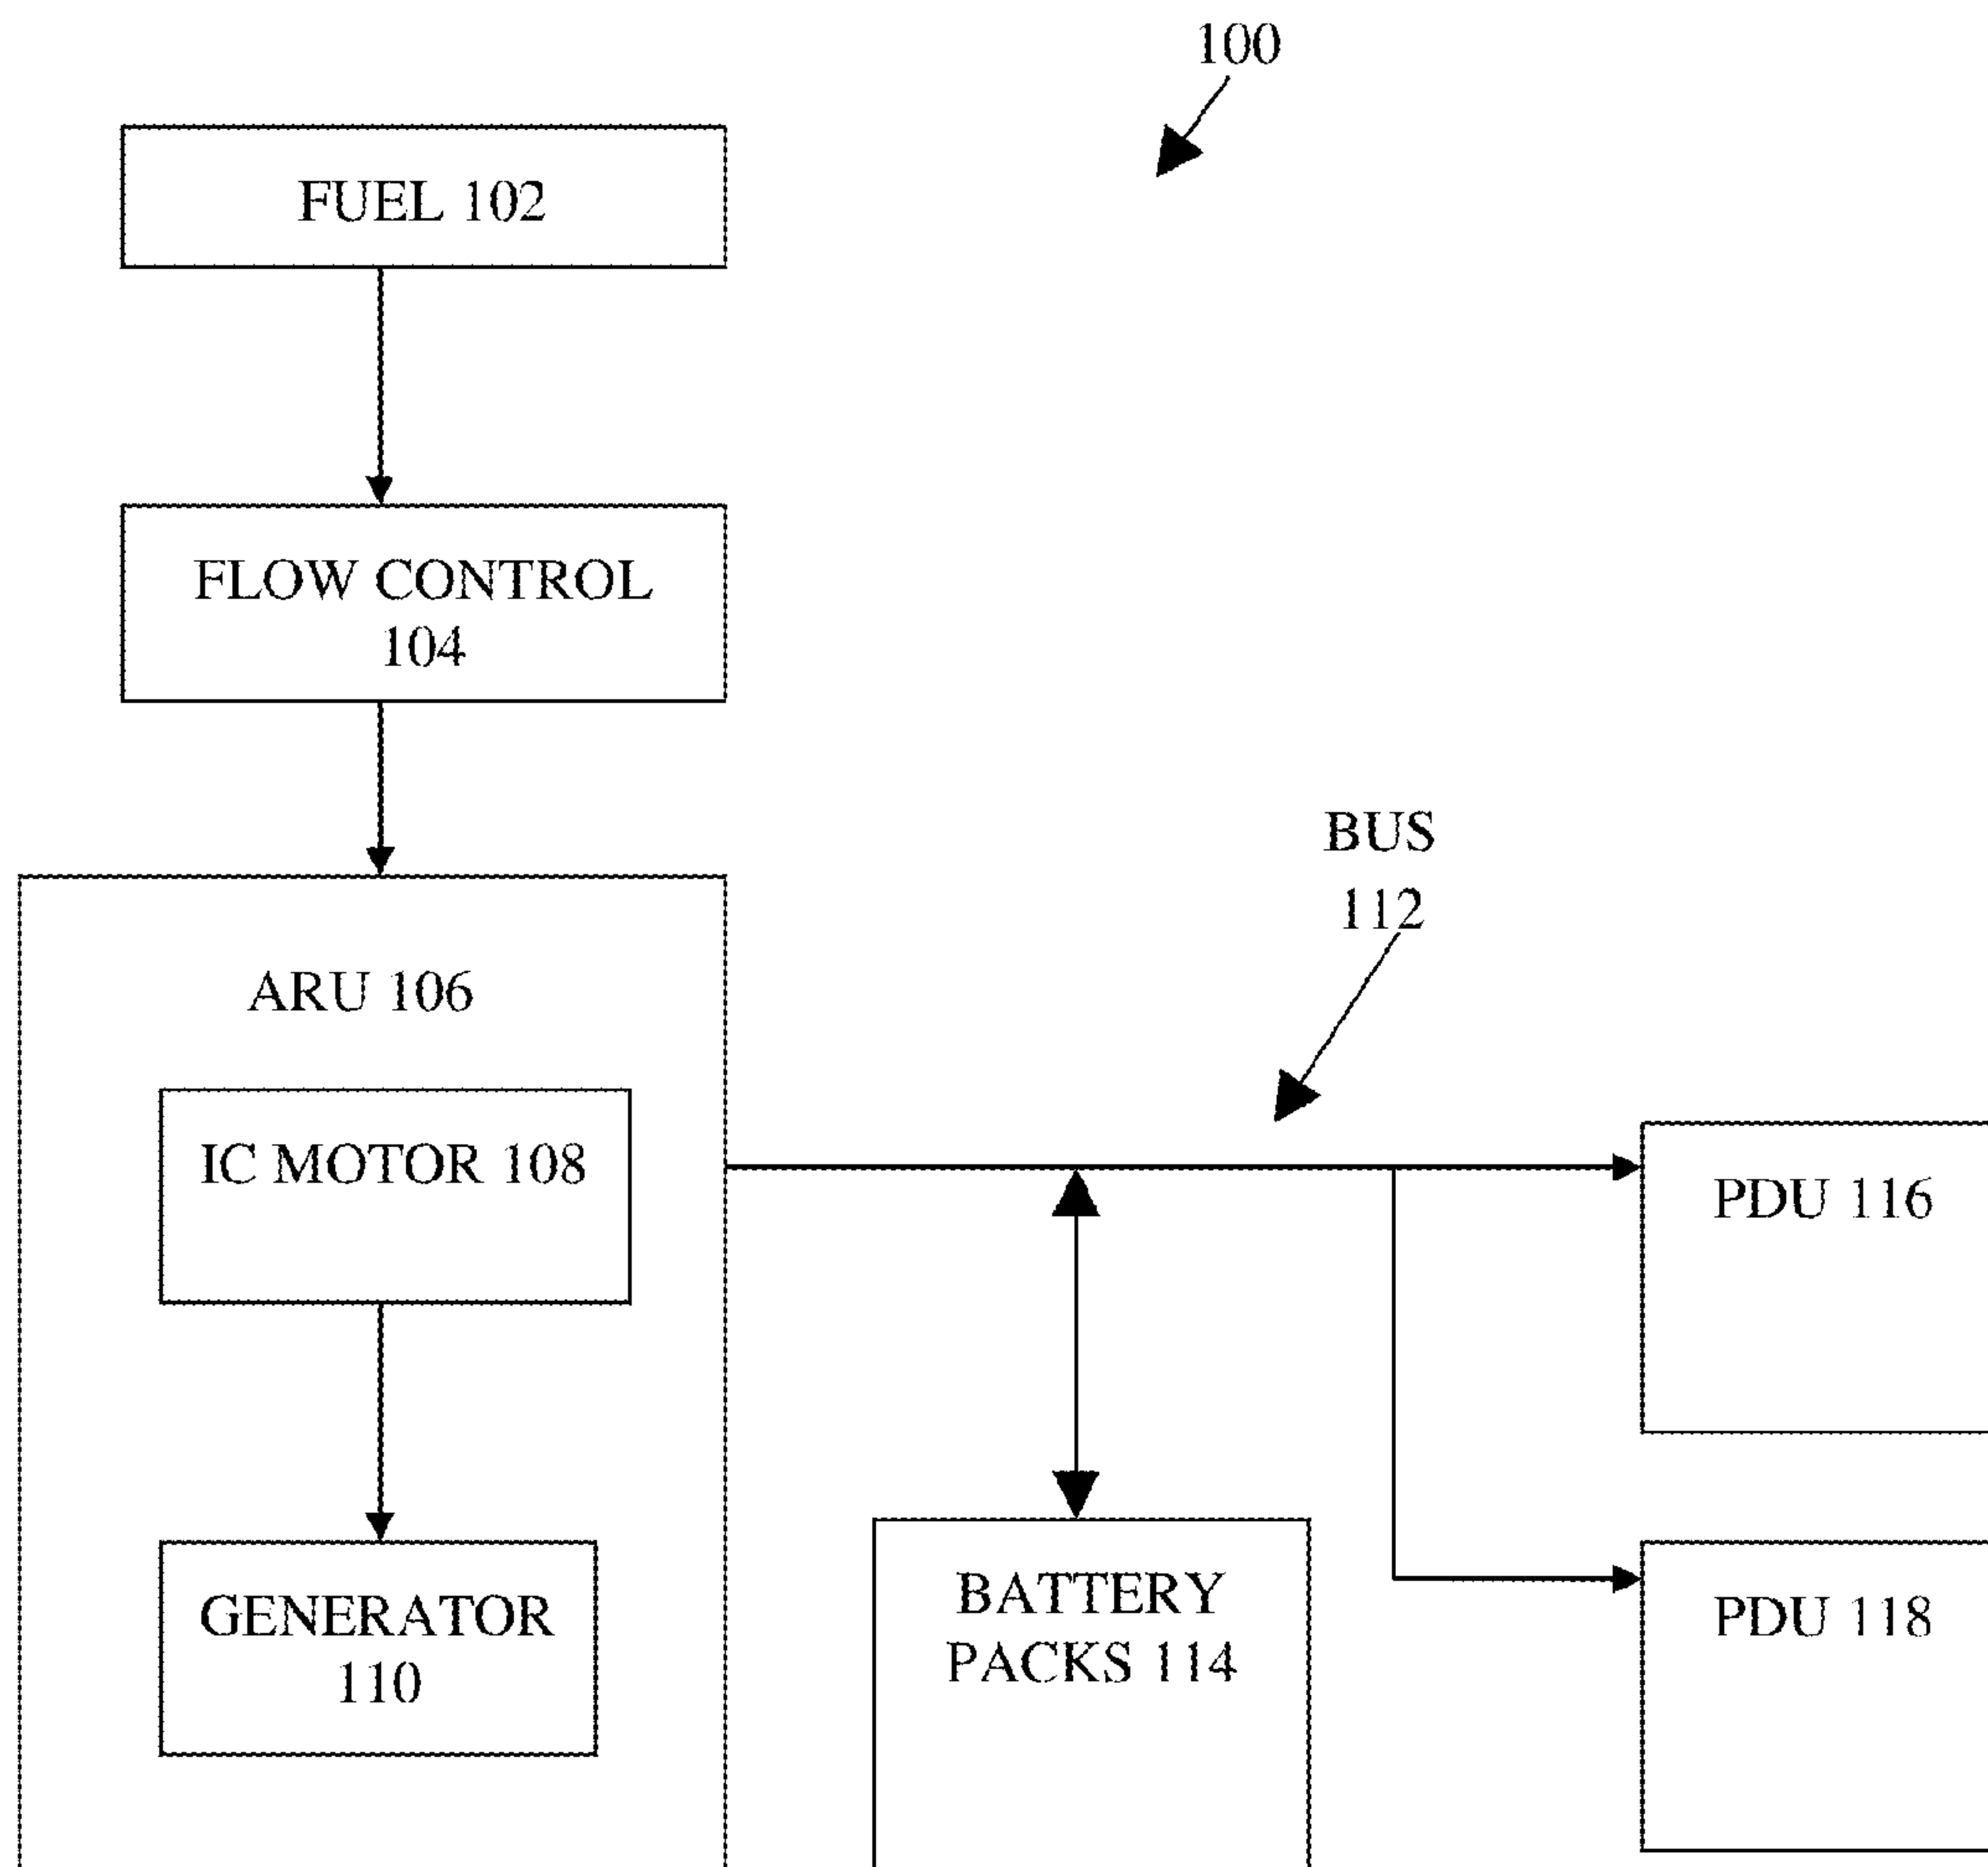 100
FUEL 102
FLOW CONTROL
104
BUS
112
ARU 106
IC MOTOR 108
PDU 116
GENERATOR
110
BATTERY
PACKS 114
PDU 118